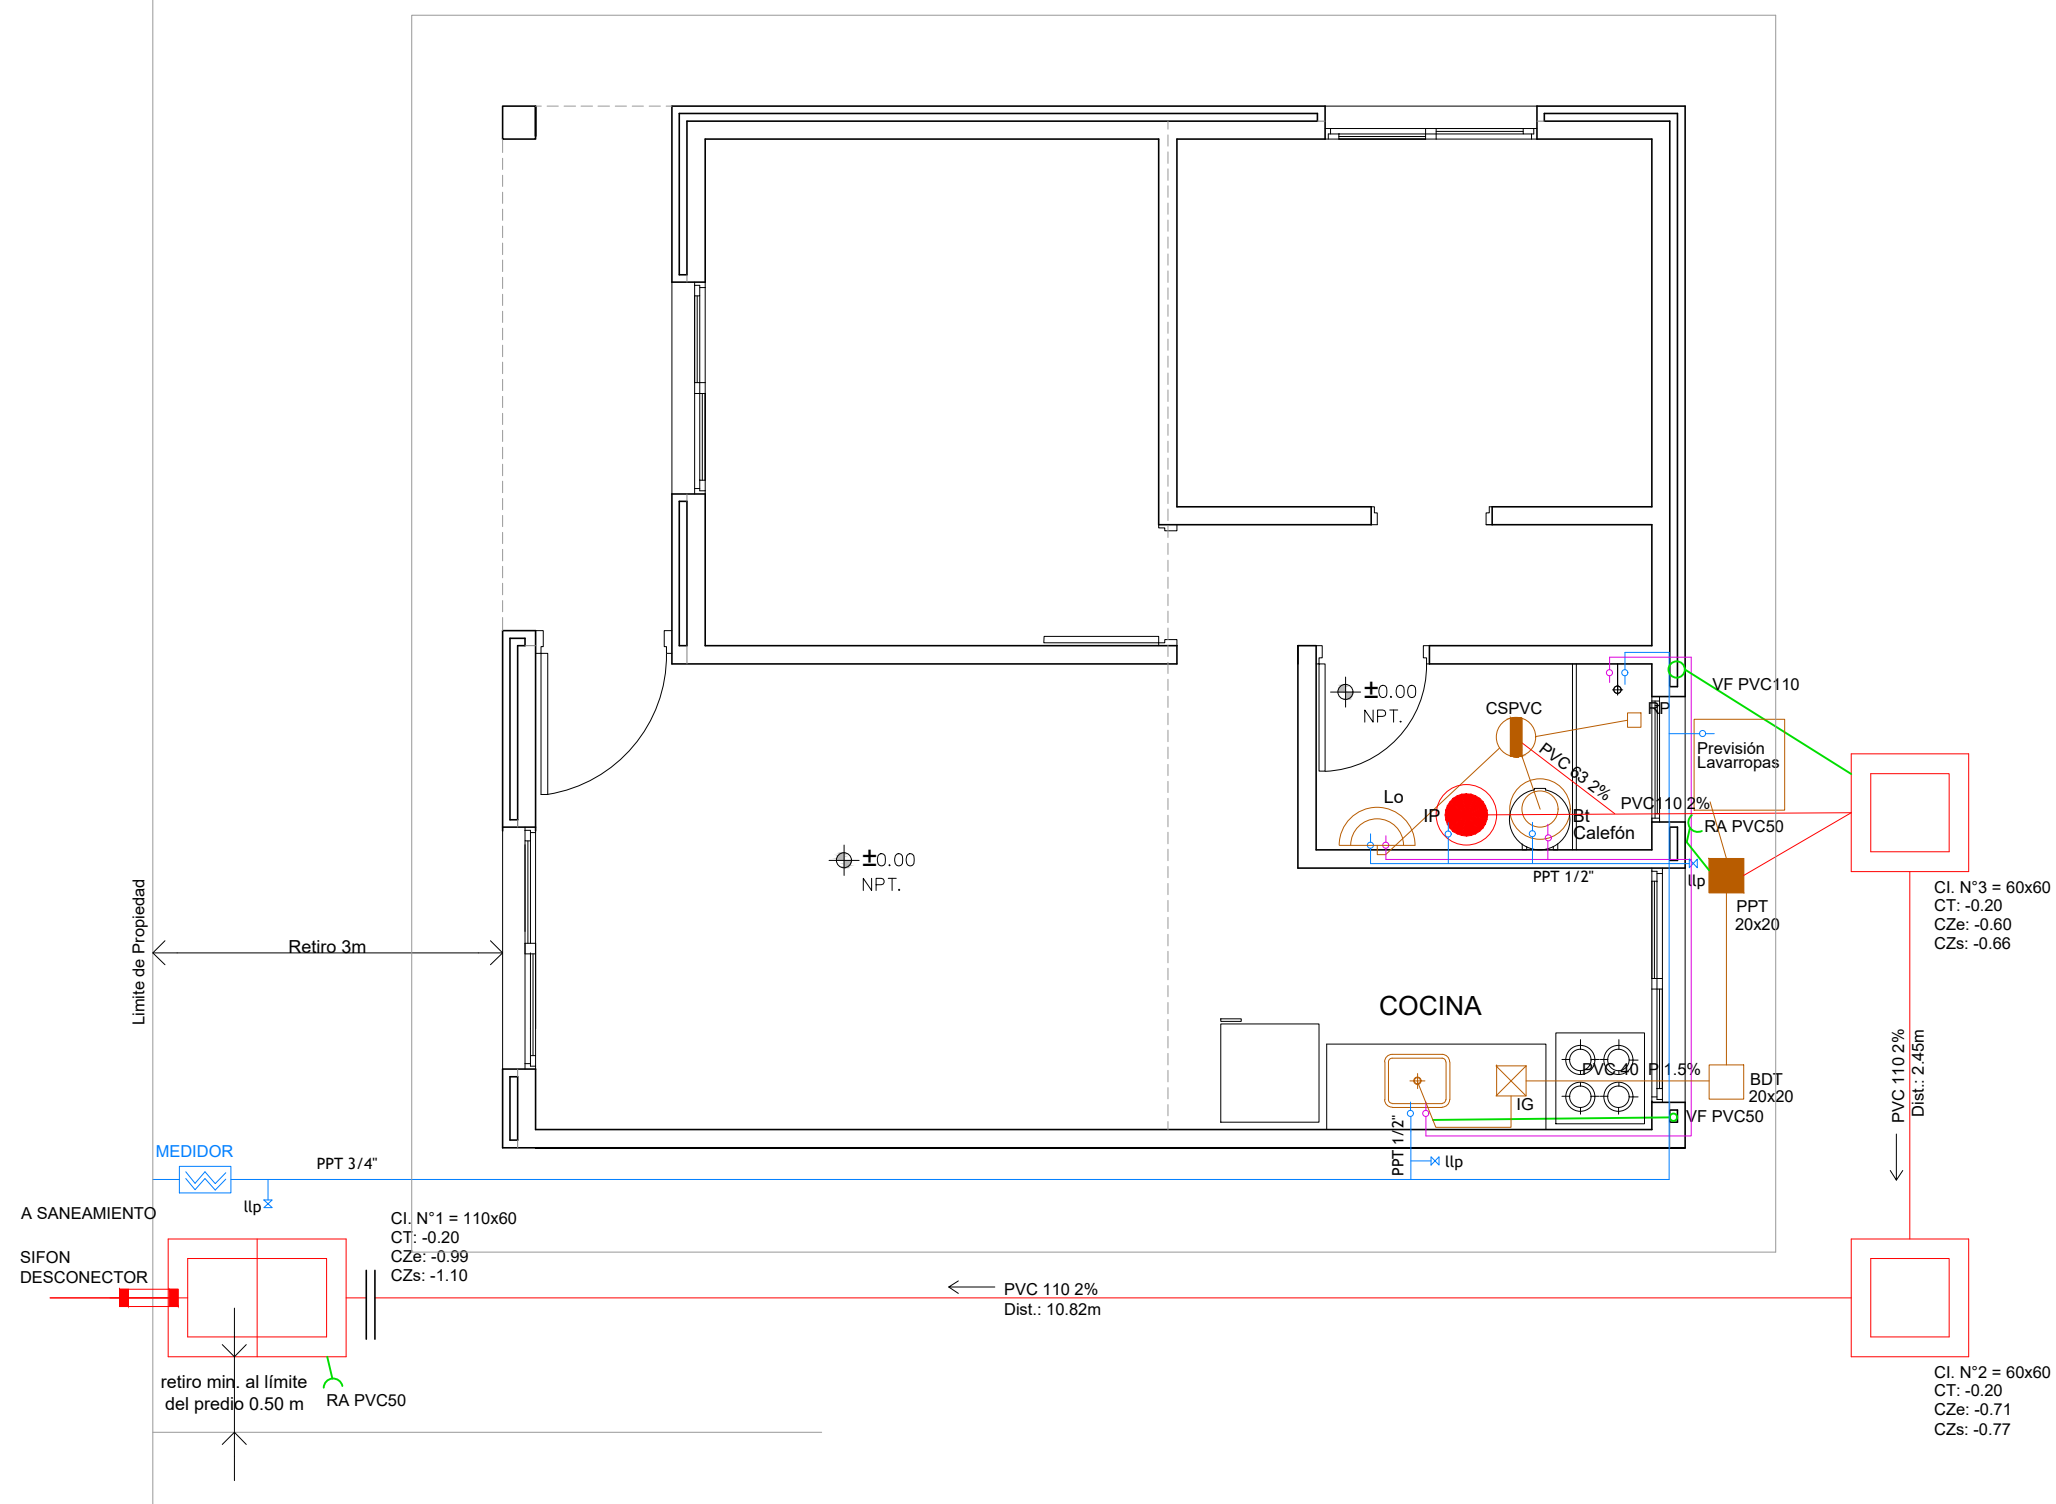 ±0.00
NPT.
CSPVC
RP
VF PVC110
Previsión
Lavarropas
PVC 63 2%
Lo
IP
Bt
Calefón
PVC110 2%
RA PVC50
PPT 1/2"
llp
PPT
20x20
±0.00
NPT.
CI. N°3 = 60x60
CT: -0.20
CZe: -0.60
CZs: -0.66
Limite de Propiedad
Retiro 3m
COCINA
PVC 40 P 1.5%
IG
BDT
20x20
VF PVC50
PVC 110 2%
Dist.: 2.45m
PPT 1/2"
llp
MEDIDOR
PPT 3/4"
llp
A SANEAMIENTO
SIFON
DESCONECTOR
CI. N°1 = 110x60
CT: -0.20
CZe: -0.99
CZs: -1.10
PVC 110 2%
Dist.: 10.82m
retiro min. al límite
del predio 0.50 m
RA PVC50
CI. N°2 = 60x60
CT: -0.20
CZe: -0.71
CZs: -0.77